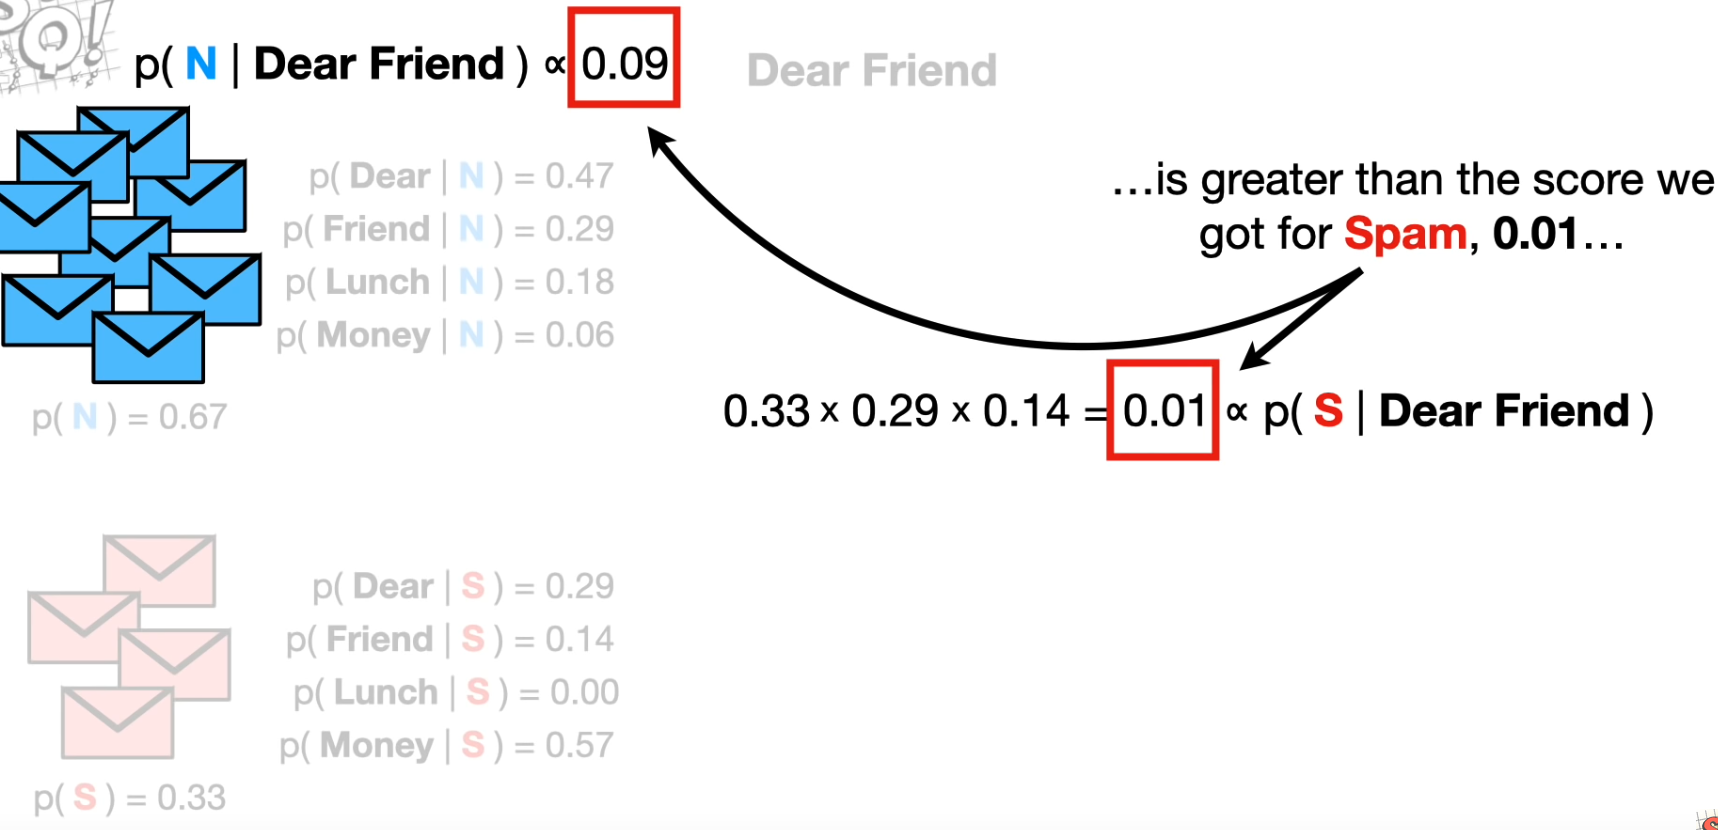 p( N | Dear Friend ) ∝ 0.09
Dear Friend
p( Dear | N ) = 0.47
p( Friend | N ) = 0.29
p( Lunch | N ) = 0.18
p( Money | N ) = 0.06
p( N ) = 0.67
...is greater than the score we
got for Spam, 0.01...
0.33 x 0.29 x 0.14 = 0.01 ∝ p( S | Dear Friend )
p( Dear | S ) = 0.29
p( Friend | S ) = 0.14
p( Lunch | S ) = 0.00
p( Money | S ) = 0.57
p( S ) = 0.33